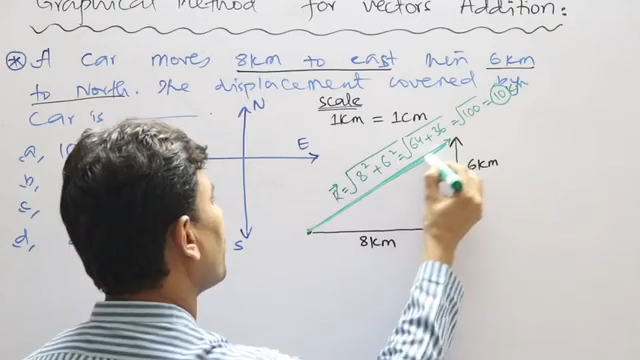 Graphical Method for vectors Addition:
* A Car moves 8km to east then 6km
to North. The displacement covered by
Car is
scale
1km = 1cm
N
E
S
a,
b,
c,
d,
R = √8² + 6² = √64+36 = √100 = 10km
6km
8km